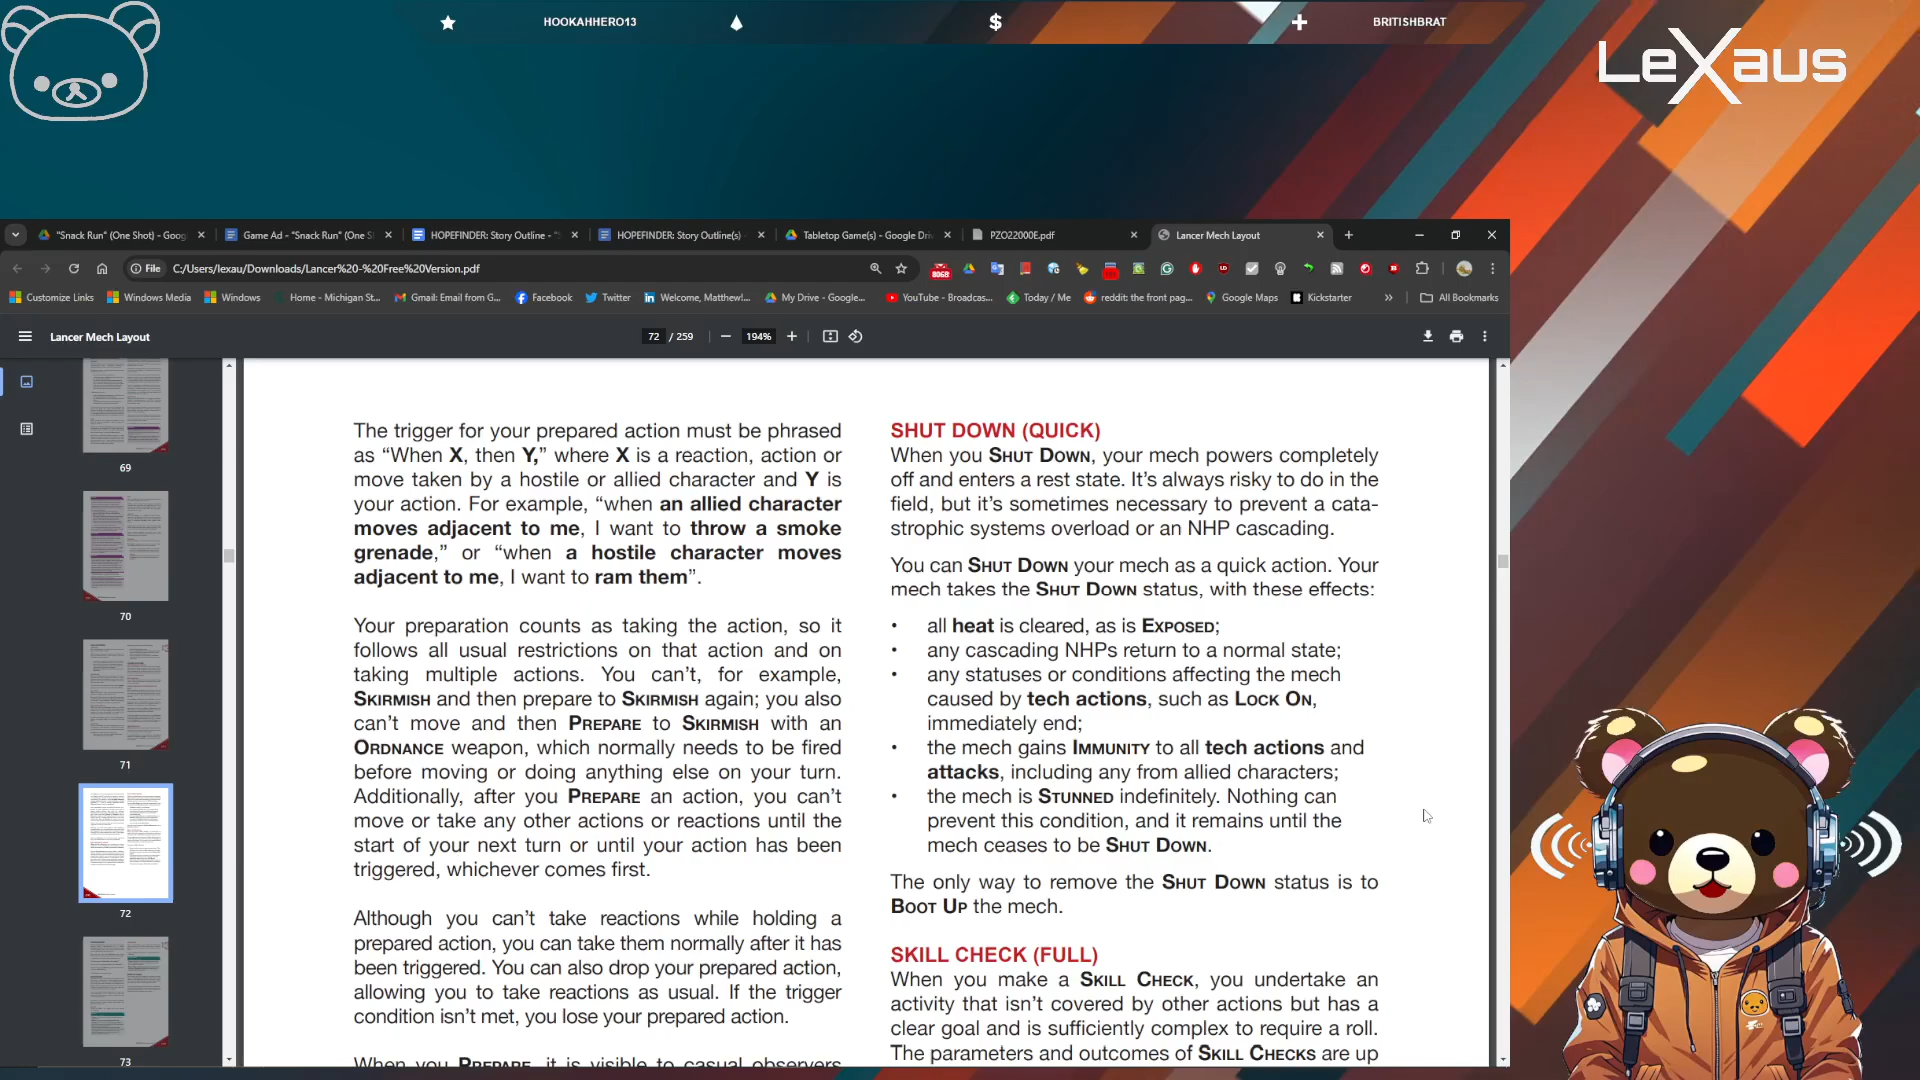 HOOKAHHERO13
$
BRITISHBRAT
LeXaus
"Snack Run" (One Shot) - Goog
Game Ad - "Snack Run" (One S
HOPEFINDER: Story Outline - "
HOPEFINDER: Story Outline(s)
Tabletop Game(s) - Google Driv
PZO22000E.pdf
Lancer Mech Layout
File
C:/Users/lexau/Downloads/Lancer%20-%20Free%20Version.pdf
8068
Customize Links
Windows Media
Windows
Home - Michigan St...
Gmail: Email from G...
Facebook
Twitter
Welcome, Matthew!...
My Drive - Google...
YouTube - Broadcas...
Today / Me
reddit: the front pag...
Google Maps
Kickstarter
»
All Bookmarks
Lancer Mech Layout
72 / 259
194%
69
70
71
72
73
The trigger for your prepared action must be phrased
as “When X, then Y,” where X is a reaction, action or
move taken by a hostile or allied character and Y is
your action. For example, “when an allied character
moves adjacent to me, I want to throw a smoke
grenade,” or “when a hostile character moves
adjacent to me, I want to ram them”.
Your preparation counts as taking the action, so it
follows all usual restrictions on that action and on
taking multiple actions. You can’t, for example,
SKIRMISH and then prepare to SKIRMISH again; you also
can’t move and then PREPARE to SKIRMISH with an
ORDNANCE weapon, which normally needs to be fired
before moving or doing anything else on your turn.
Additionally, after you PREPARE an action, you can’t
move or take any other actions or reactions until the
start of your next turn or until your action has been
triggered, whichever comes first.
Although you can’t take reactions while holding a
prepared action, you can take them normally after it has
been triggered. You can also drop your prepared action,
allowing you to take reactions as usual. If the trigger
condition isn’t met, you lose your prepared action.
When you PREPARE, it is visible to casual observers
SHUT DOWN (QUICK)
When you SHUT DOWN, your mech powers completely
off and enters a rest state. It’s always risky to do in the
field, but it’s sometimes necessary to prevent a cata-
strophic systems overload or an NHP cascading.
You can SHUT DOWN your mech as a quick action. Your
mech takes the SHUT DOWN status, with these effects:
• all heat is cleared, as is EXPOSED;
• any cascading NHPs return to a normal state;
• any statuses or conditions affecting the mech
caused by tech actions, such as LOCK ON,
immediately end;
• the mech gains IMMUNITY to all tech actions and
attacks, including any from allied characters;
• the mech is STUNNED indefinitely. Nothing can
prevent this condition, and it remains until the
mech ceases to be SHUT DOWN.
The only way to remove the SHUT DOWN status is to
BOOT UP the mech.
SKILL CHECK (FULL)
When you make a SKILL CHECK, you undertake an
activity that isn’t covered by other actions but has a
clear goal and is sufficiently complex to require a roll.
The parameters and outcomes of SKILL CHECKS are up